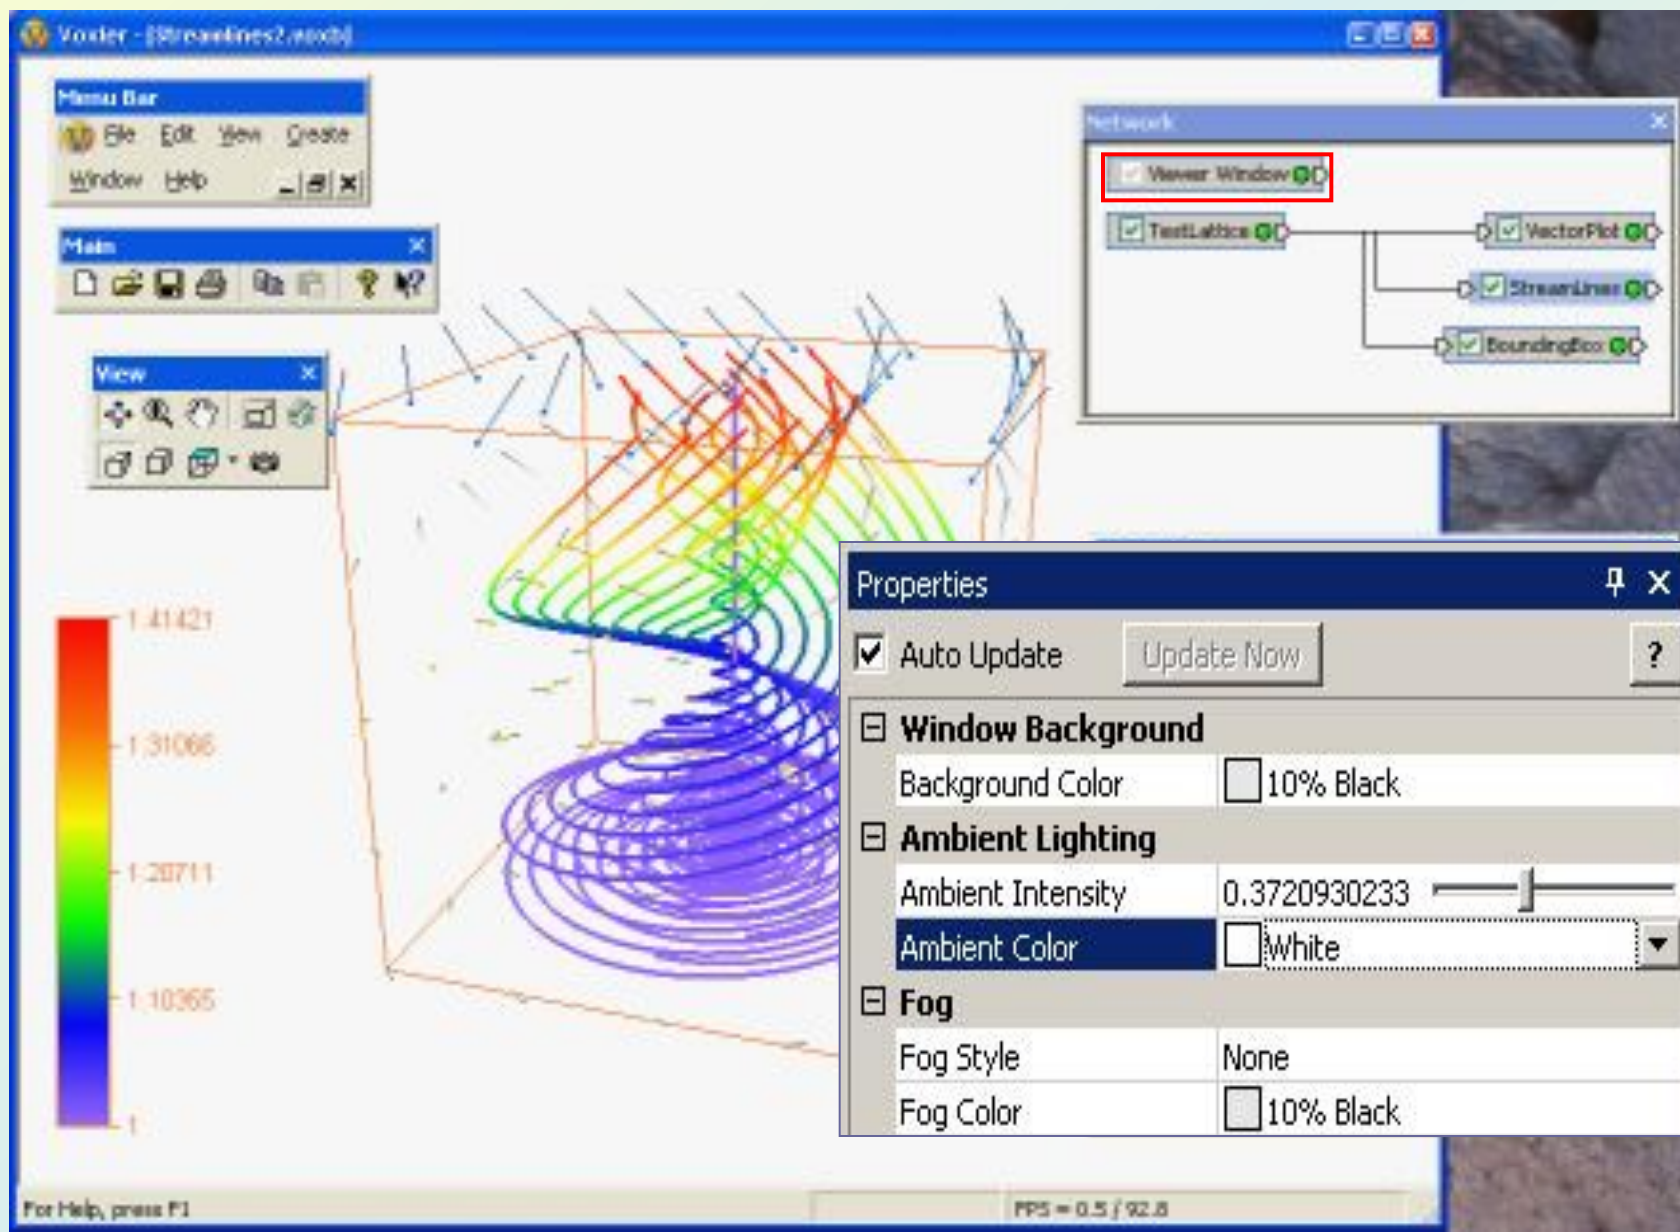 Voxler - [Streamlines2.voxb]
Menu Bar
File Edit View Create
Window Help
Main
View
Network
Viewer Window
TestLattice
VectorPlot
StreamLines
BoundingBox
1.41421
1.31066
1.20711
1.10355
1
Properties
Auto Update
Update Now
?
Window Background
Background Color 10% Black
Ambient Lighting
Ambient Intensity 0.3720930233
Ambient Color White
Fog
Fog Style None
Fog Color 10% Black
For Help, press F1
FPS = 0.5 / 92.8